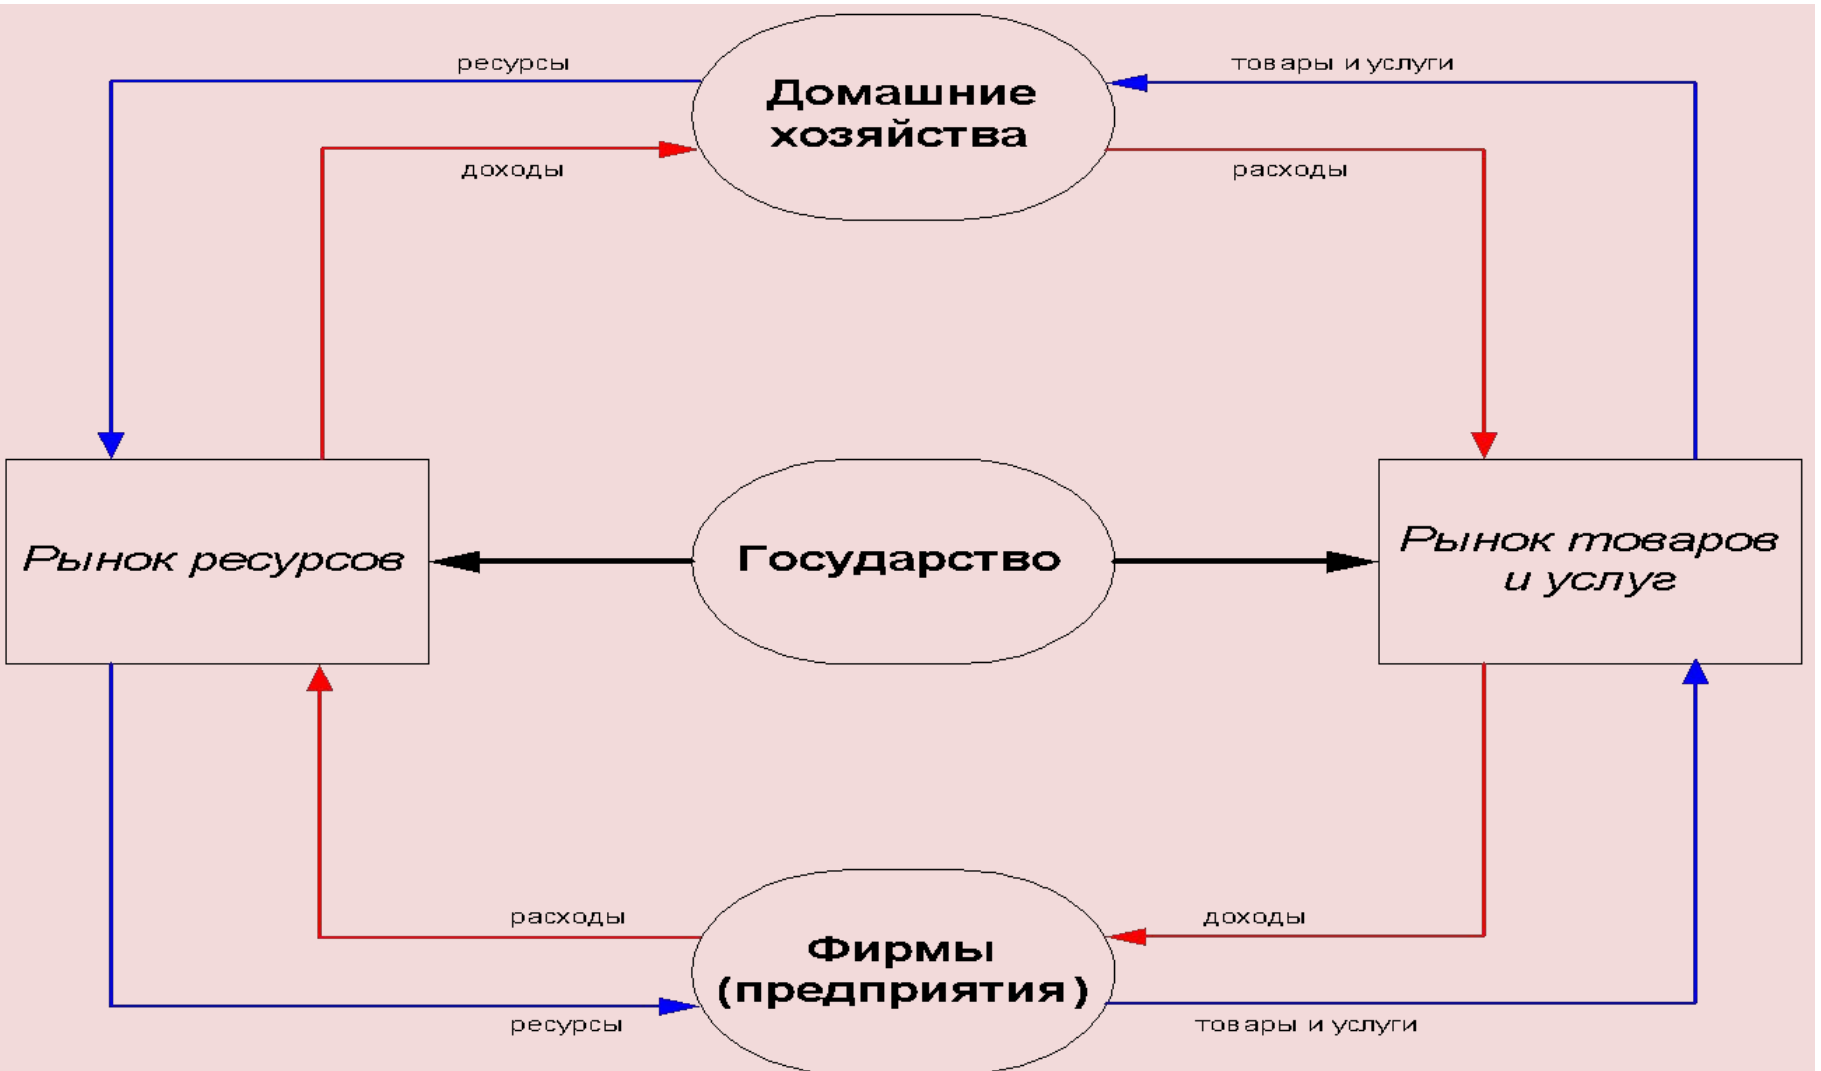 ресурсы
товары и услуги
Домашние
хозяйства
доходы
расходы
Рынок ресурсов
Государство
Рынок товаров
и услуг
расходы
доходы
Фирмы
(предприятия)
ресурсы
товары и услуги